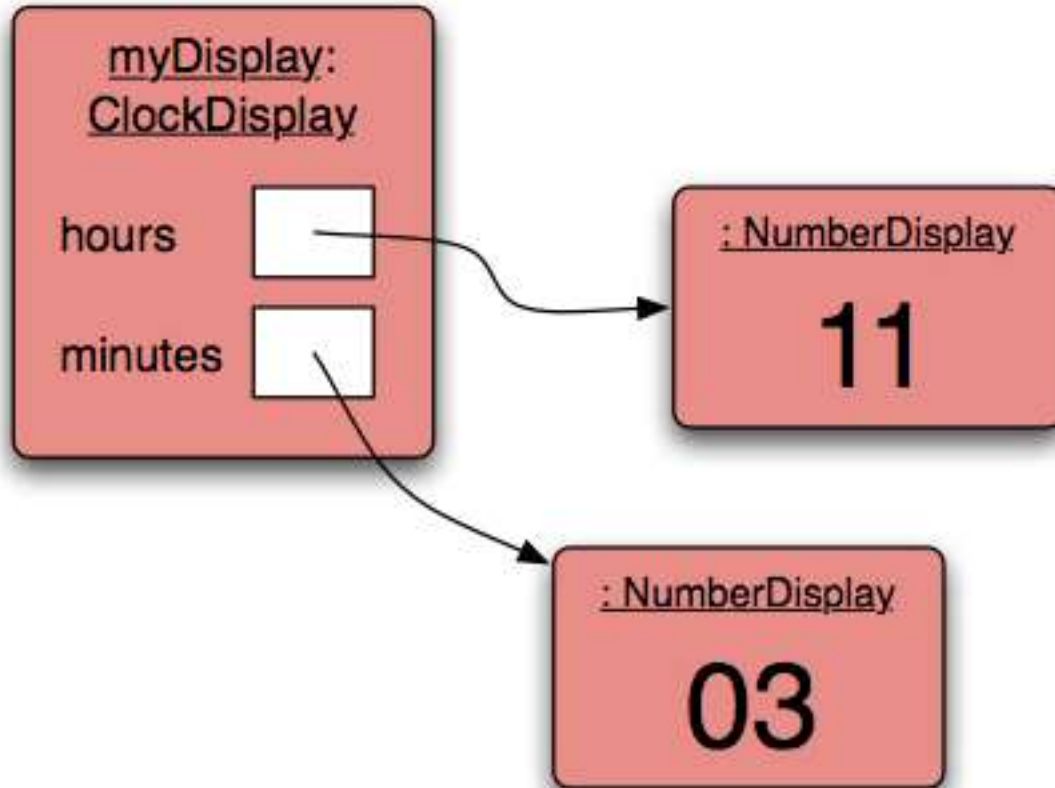 myDisplay:
ClockDisplay
hours
minutes
: NumberDisplay
11
: NumberDisplay
03